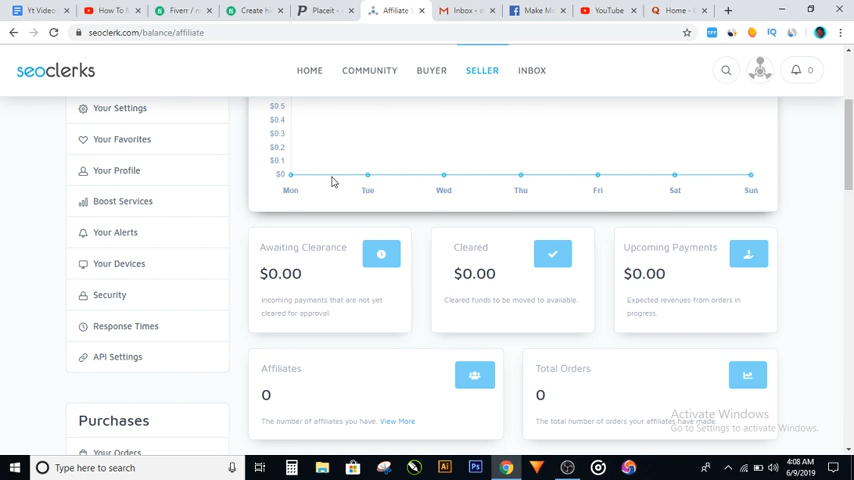 Yt Video
How To M
Fiverr / n
Create ha
Placeit -
Affiliate S
Gmail
Inbox -
Make Mo
YouTube
Home - Q
seoclerk.com/balance/affiliate
TFT
IQ
seoclerks
HOME
COMMUNITY
BUYER
SELLER
INBOX
0
Your Settings
Your Favorites
Your Profile
Boost Services
Your Alerts
Your Devices
Security
Response Times
API Settings
Purchases
Your Orders
$0.5
$0.4
$0.3
$0.2
$0.1
$0
Mon
Tue
Wed
Thu
Fri
Sat
Sun
Awaiting Clearance
$0.00
Incoming payments that are not yet
cleared for approval.
Cleared
$0.00
Cleared funds to be moved to available.
Upcoming Payments
$0.00
Expected revenues from orders in
progress.
Affiliates
0
The number of affiliates you have. View More
Total Orders
0
The total number of orders your affiliates have made.
Activate Windows
Go to Settings to activate Windows.
Type here to search
Ai
Ps
4:08 AM
6/9/2019